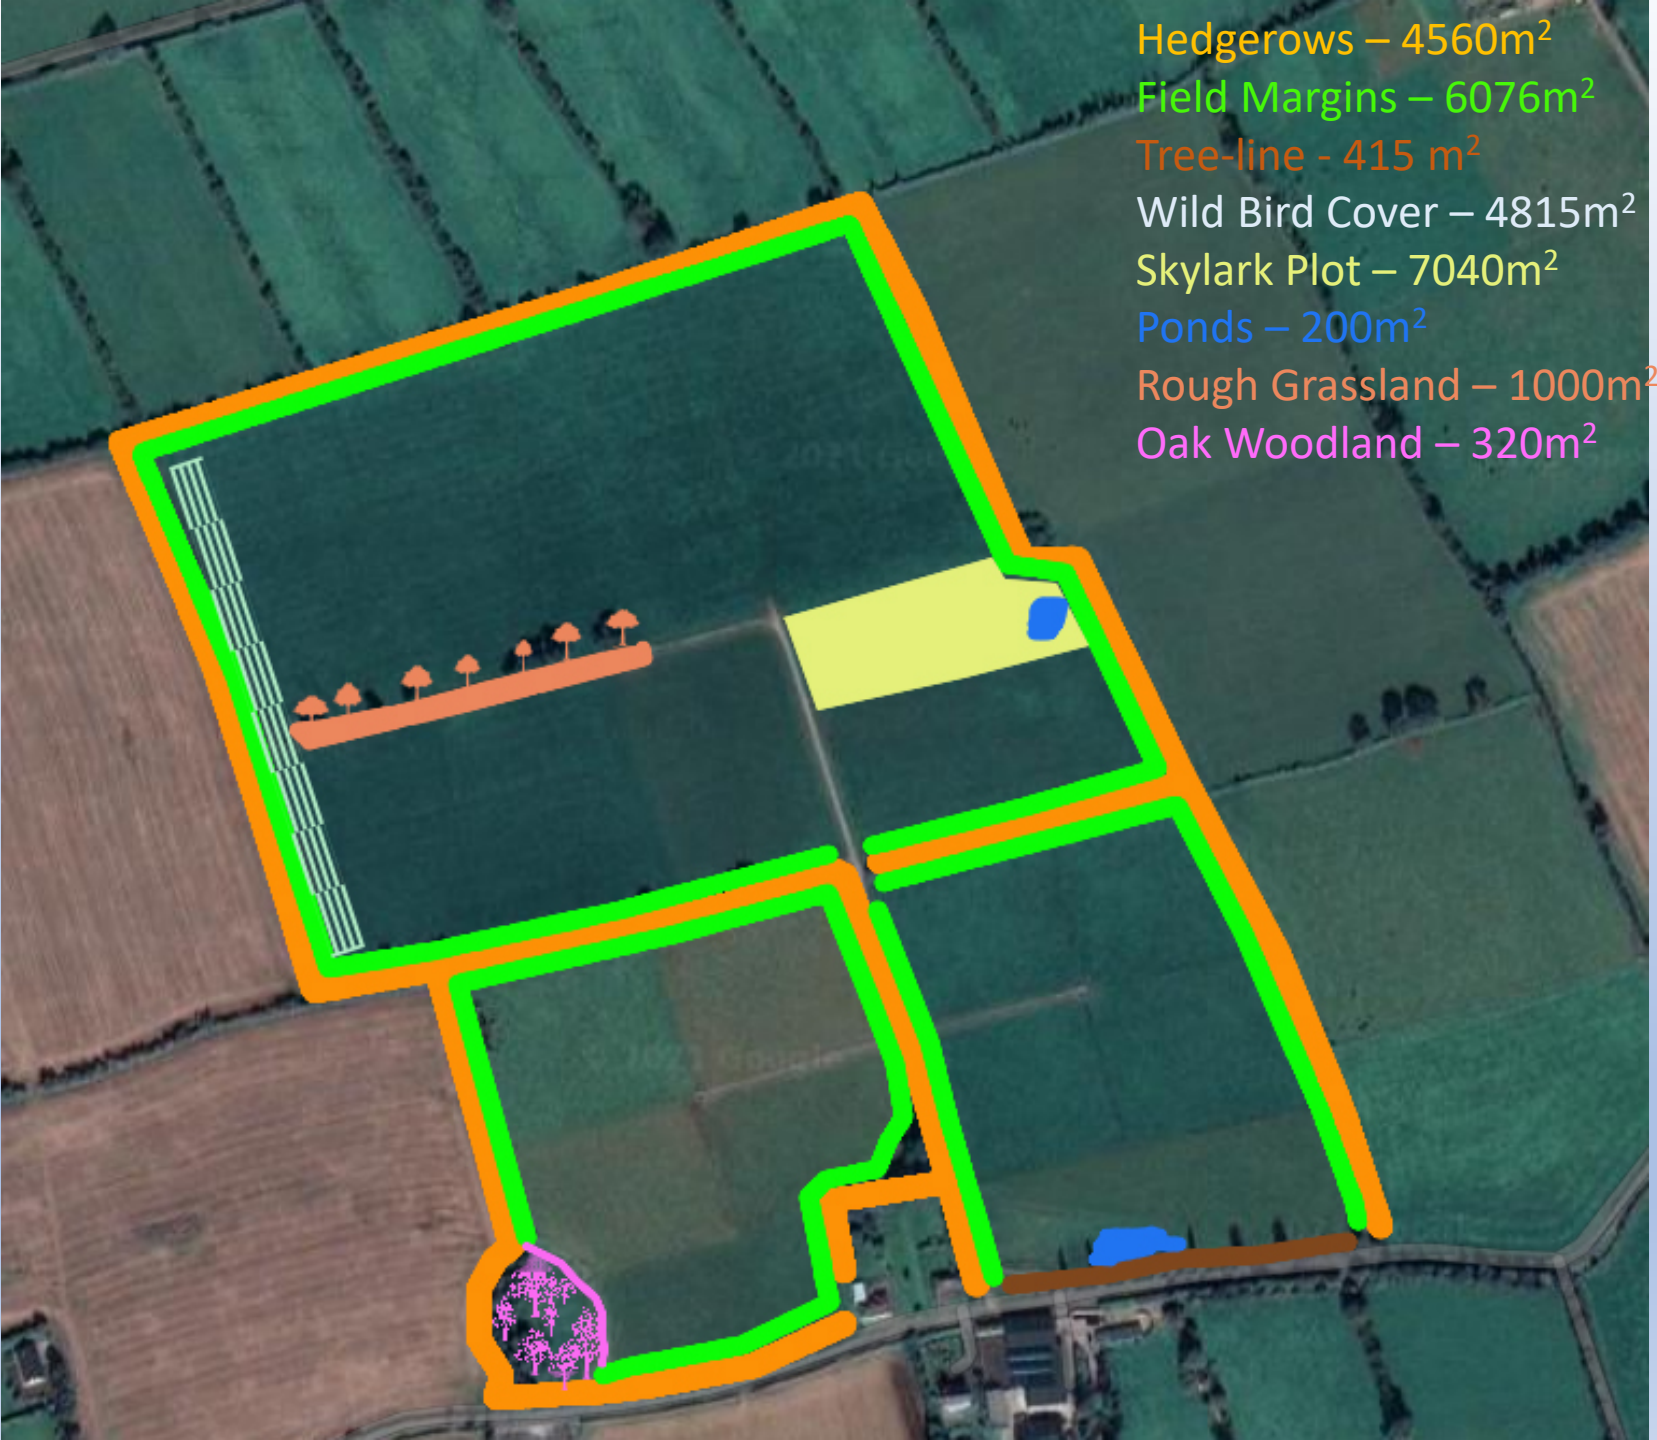 Hedgerows – 4560m²
Field Margins – 6076m²
Tree-line - 415 m²
Wild Bird Cover – 4815m²
Skylark Plot – 7040m²
Ponds – 200m²
Rough Grassland – 1000m²
Oak Woodland – 320m²
Google